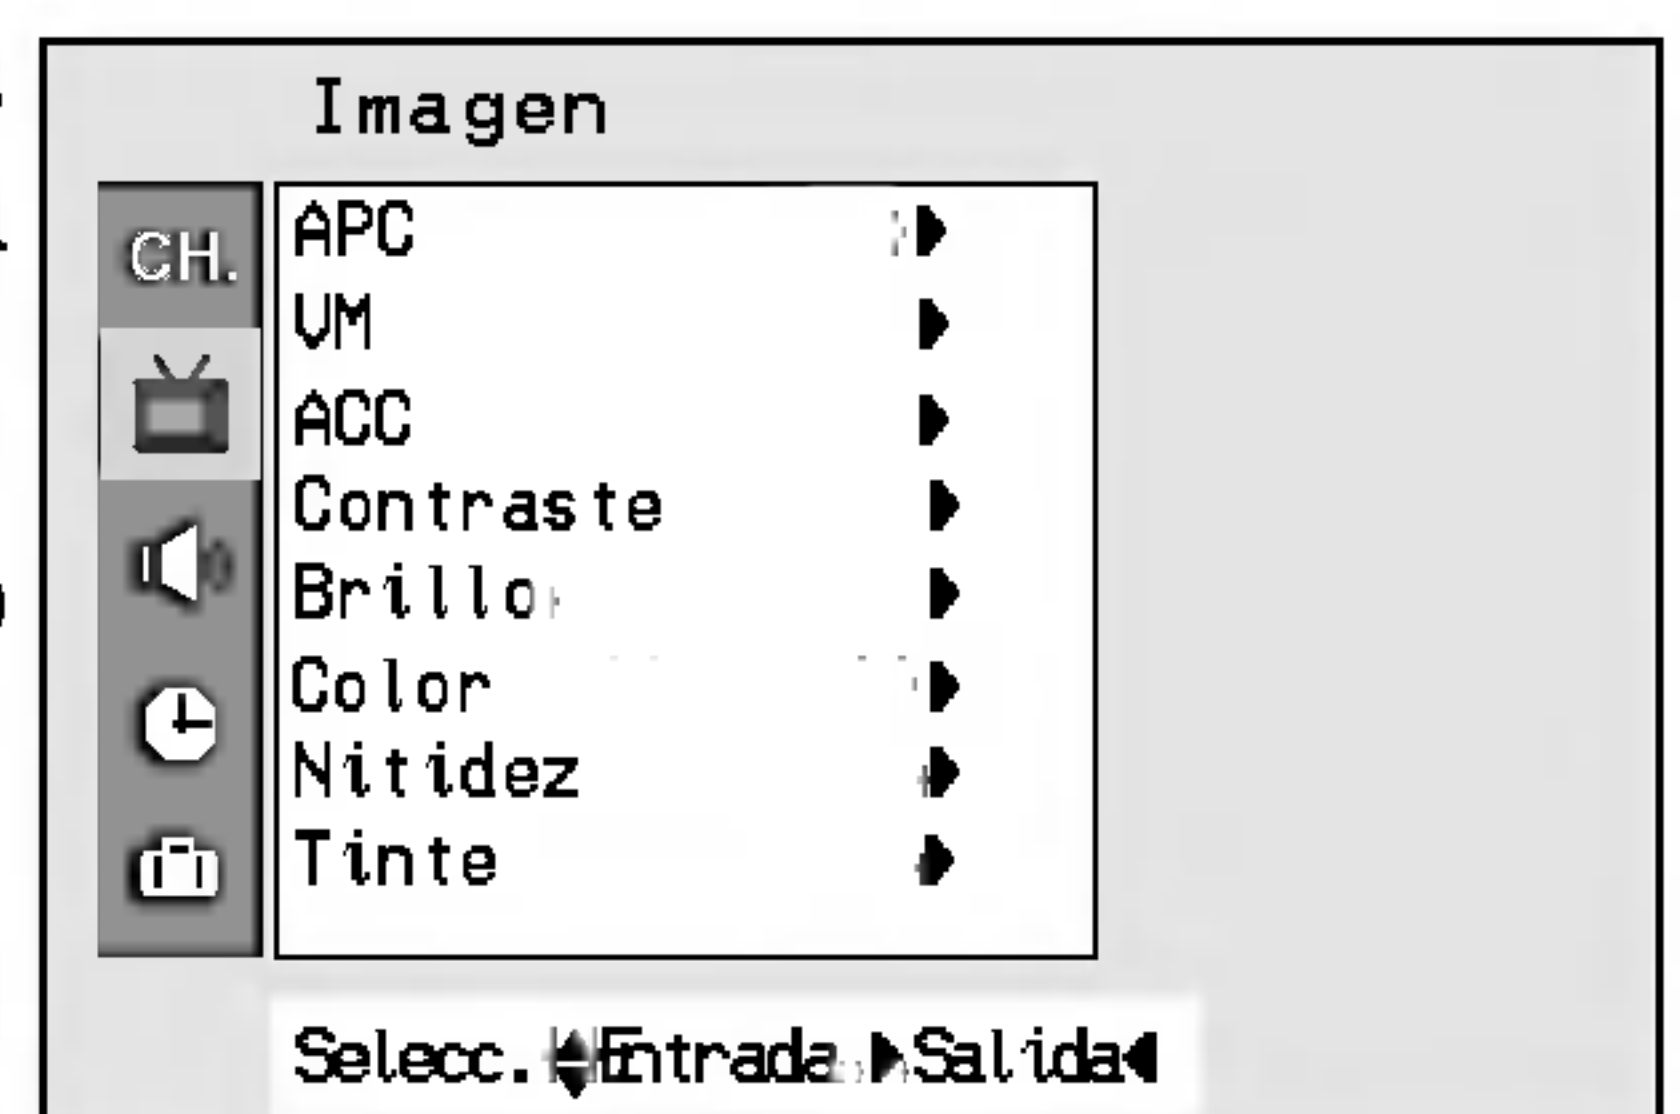 Imagen
CH.
APC
VM
ACC
Contraste
Brillo
Color
Nitidez
Tinte
Selecc. Entrada Salida